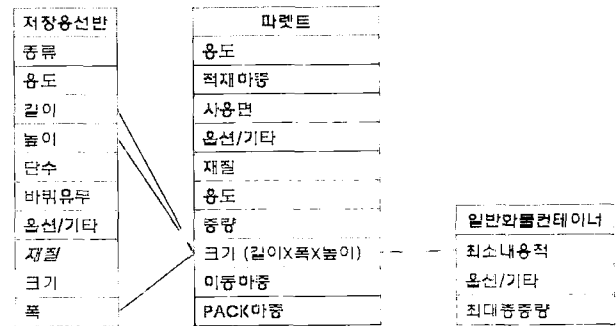 저장용선반
종류
용도
길이
높이
단수
바퀴유무
옵션/기타
재질
크기
폭
파렛트
용도
적재하중
사용면
옵션/기타
재질
용도
중량
크기 (길이X폭X높이)
이동하중
PACK하중
일반화물컨테이너
최소내용적
옵션/기타
최대총중량